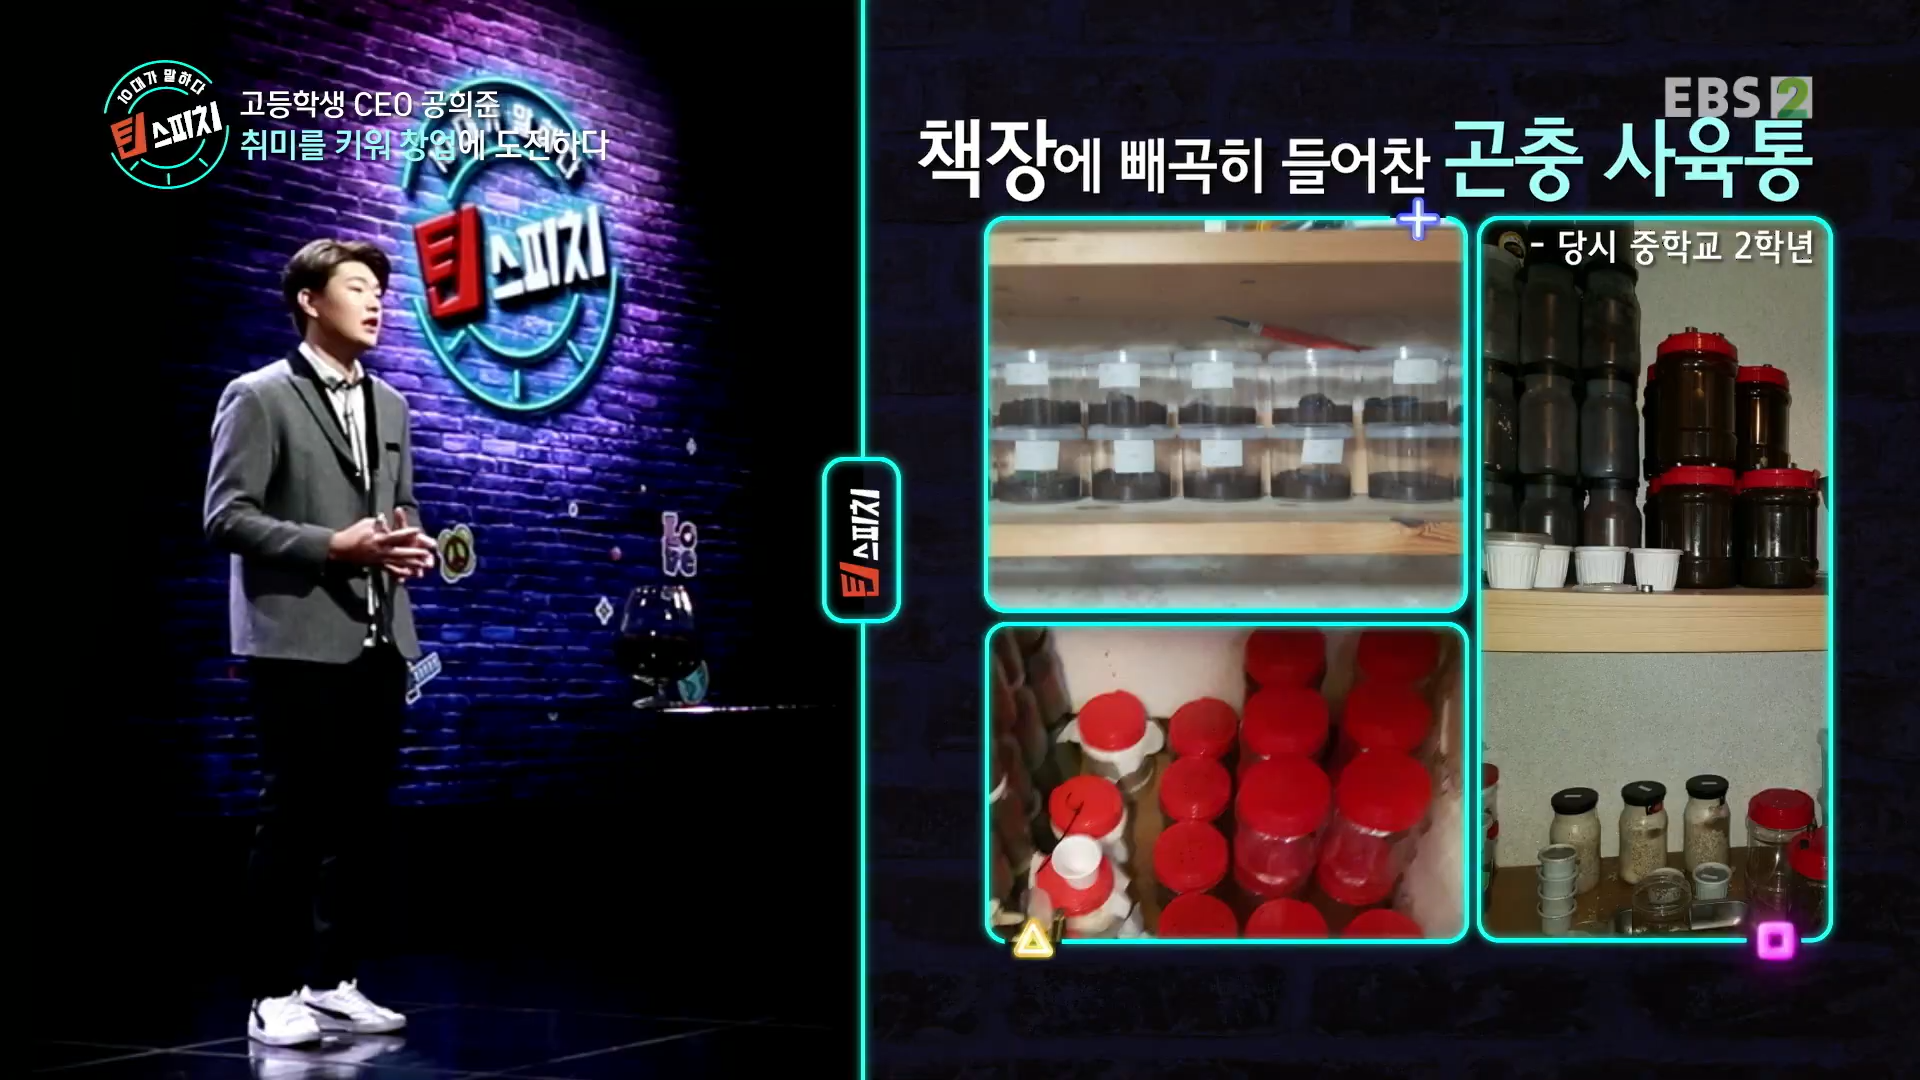 10대가 말하다
틴스피치
고등학생 CEO 공희준
취미를 키워 창업에 도전하다
틴스피치
틴스피치
EBS 2
책장에 빼곡히 들어찬 곤충 사육통
- 당시 중학교 2학년
LOVE